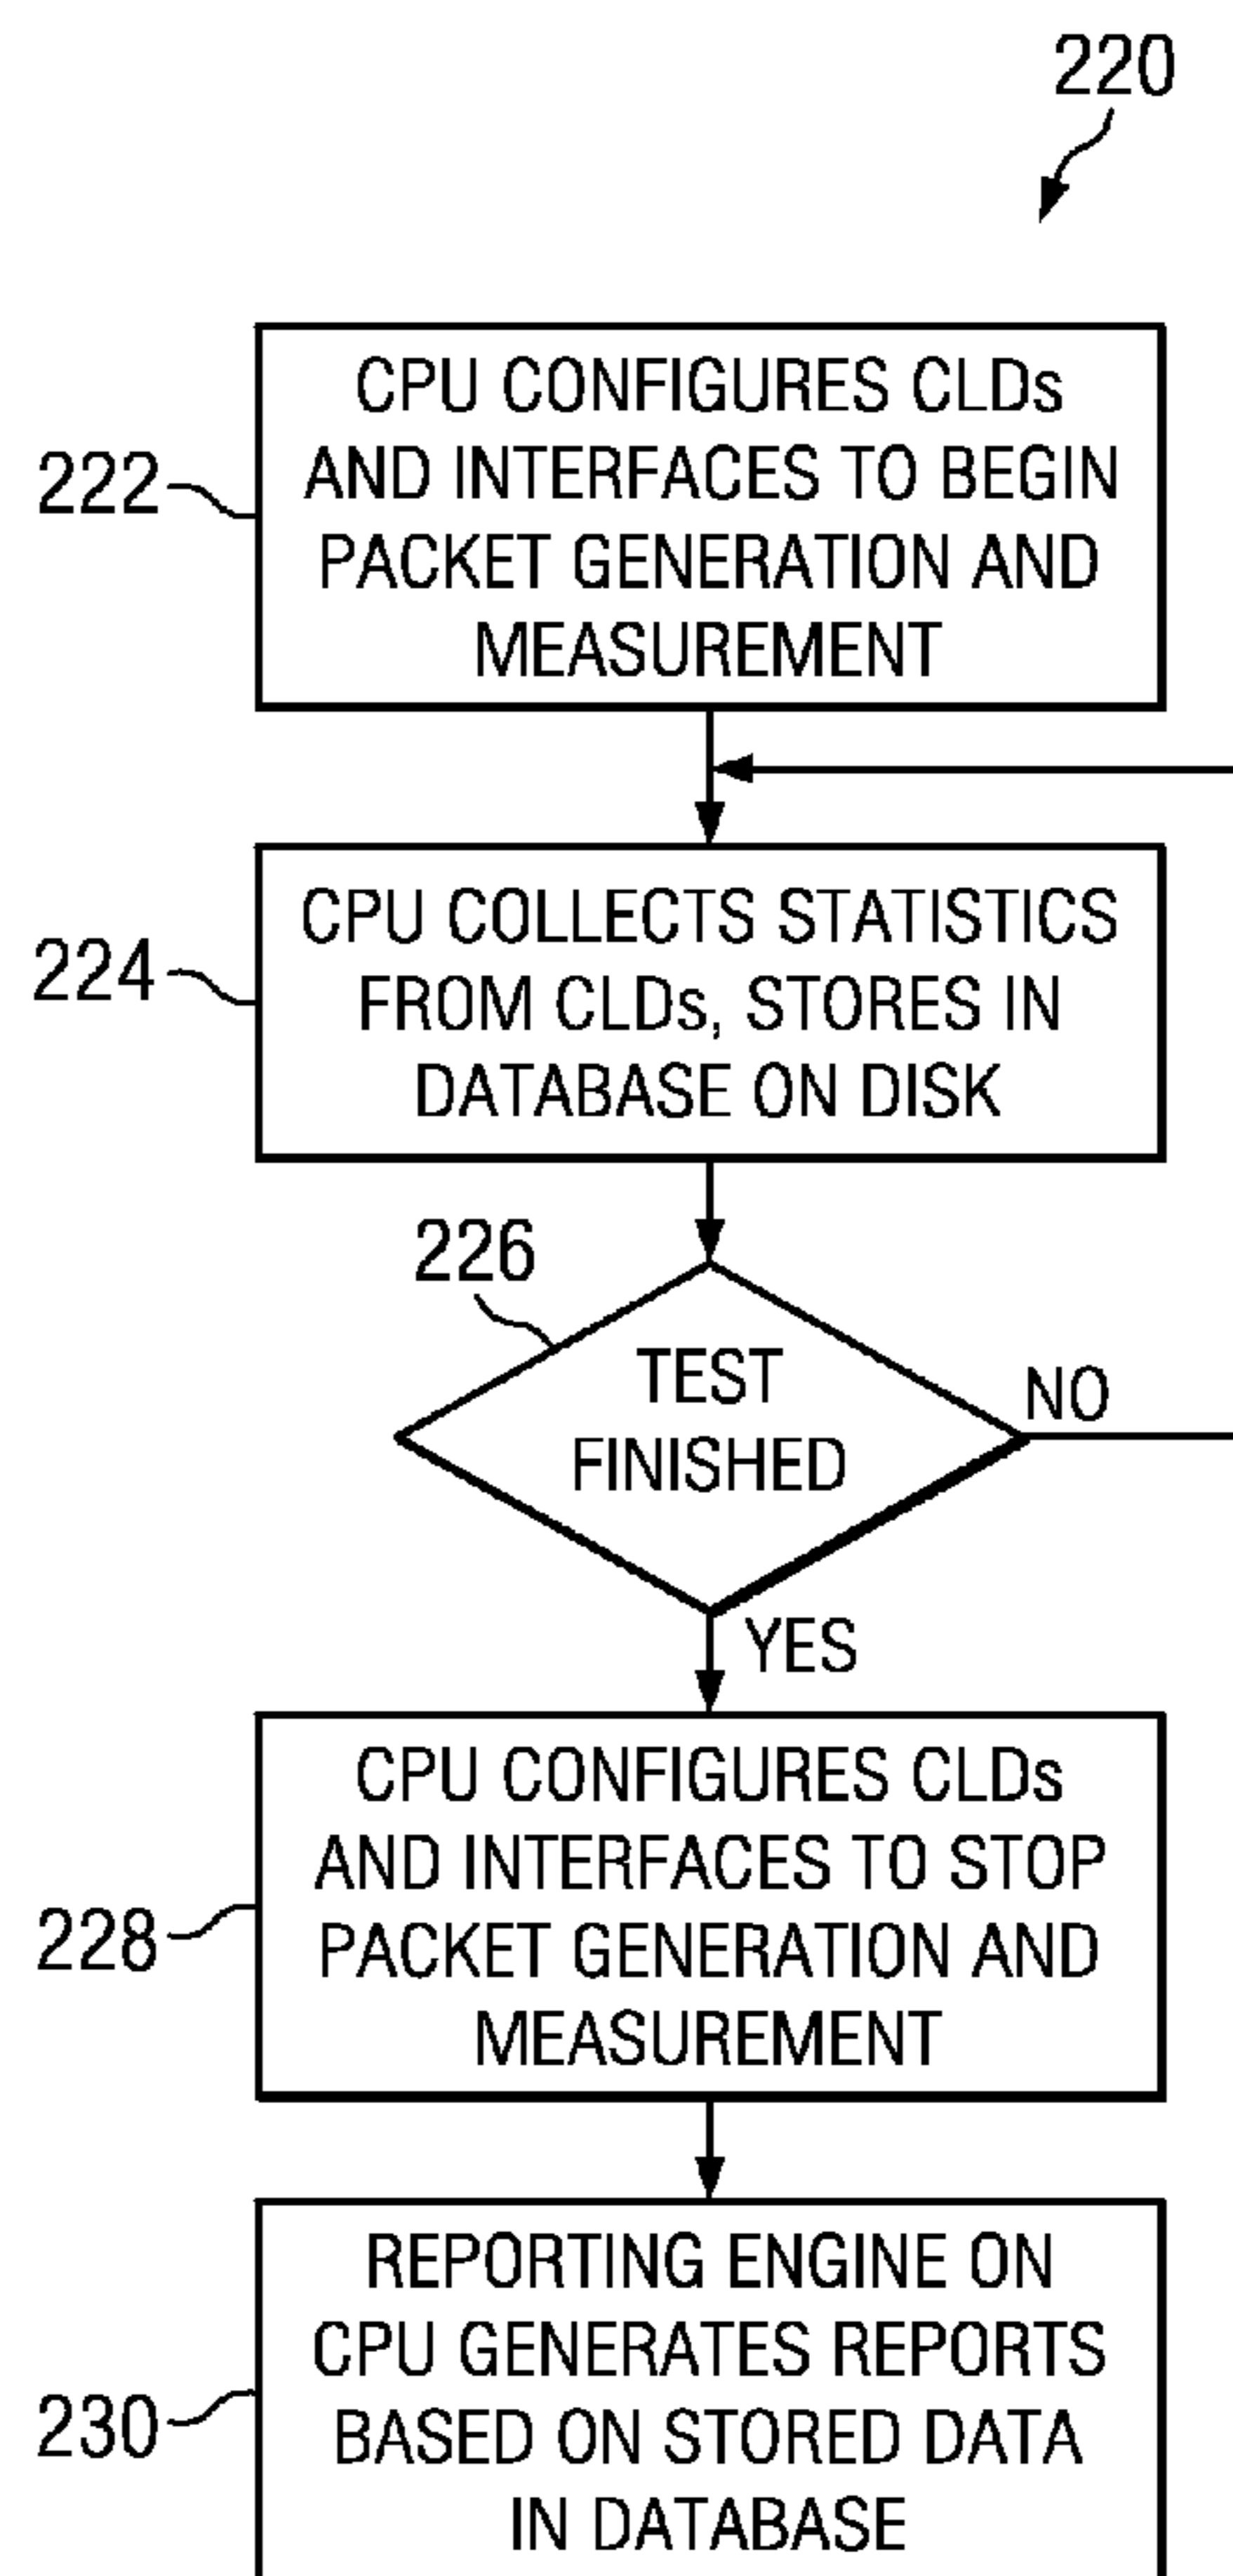 220
222
CPU CONFIGURES CLDs
AND INTERFACES TO BEGIN
PACKET GENERATION AND
MEASUREMENT
224
CPU COLLECTS STATISTICS
FROM CLDs, STORES IN
DATABASE ON DISK
226
TEST
FINISHED
NO
YES
228
CPU CONFIGURES CLDs
AND INTERFACES TO STOP
PACKET GENERATION AND
MEASUREMENT
230
REPORTING ENGINE ON
CPU GENERATES REPORTS
BASED ON STORED DATA
IN DATABASE